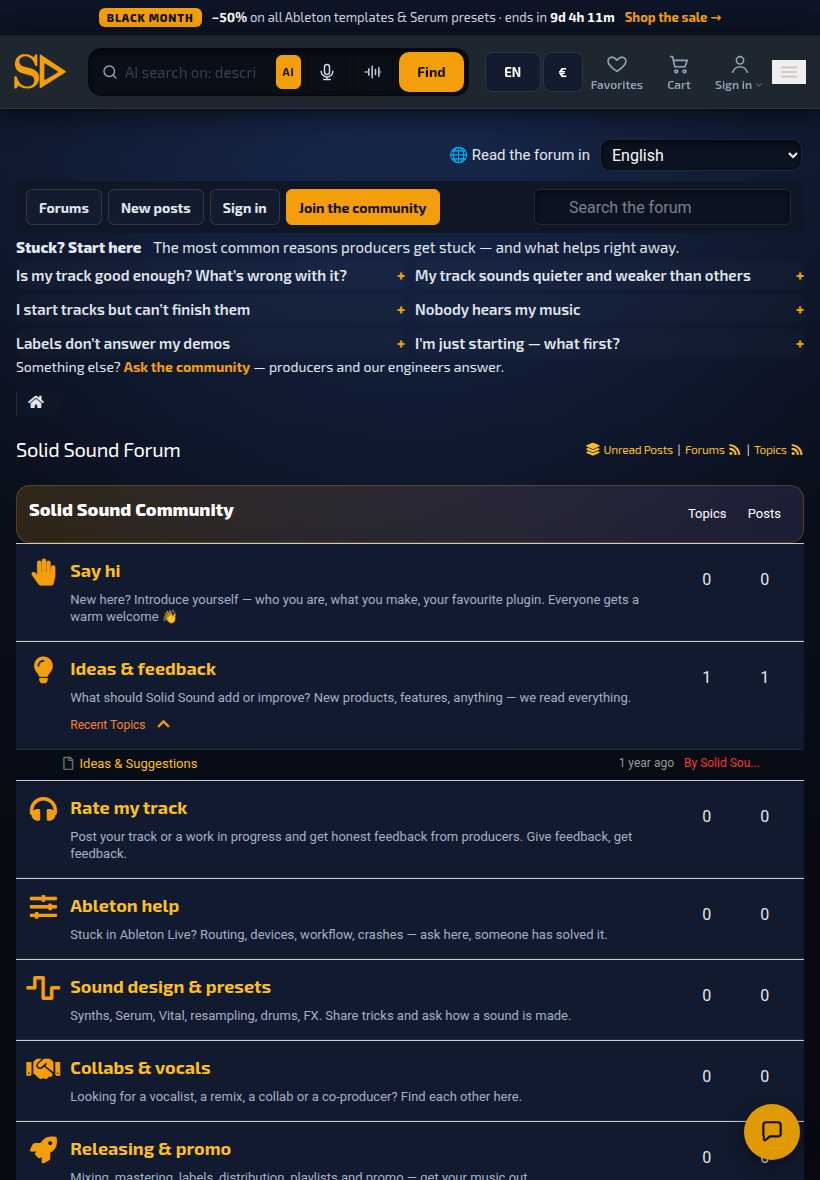 BLACK MONTH −50% on all Ableton templates & Serum presets · ends in 9d 4h 11m Shop the sale →
AI search on: descri AI Find EN € Favorites Cart Sign in
🌐 Read the forum in English
Forums New posts Sign in Join the community Search the forum
Stuck? Start here The most common reasons producers get stuck — and what helps right away.
Is my track good enough? What's wrong with it? + My track sounds quieter and weaker than others +
I start tracks but can't finish them + Nobody hears my music +
Labels don't answer my demos + I'm just starting — what first? +
Something else? Ask the community — producers and our engineers answer.
Solid Sound Forum Unread Posts | Forums | Topics
Solid Sound Community Topics Posts
Say hi 0 0
New here? Introduce yourself — who you are, what you make, your favourite plugin. Everyone gets a
warm welcome 👋
Ideas & feedback 1 1
What should Solid Sound add or improve? New products, features, anything — we read everything.
Recent Topics
Ideas & Suggestions 1 year ago By Solid Sou...
Rate my track 0 0
Post your track or a work in progress and get honest feedback from producers. Give feedback, get
feedback.
Ableton help 0 0
Stuck in Ableton Live? Routing, devices, workflow, crashes — ask here, someone has solved it.
Sound design & presets 0 0
Synths, Serum, Vital, resampling, drums, FX. Share tricks and ask how a sound is made.
Collabs & vocals 0 0
Looking for a vocalist, a remix, a collab or a co-producer? Find each other here.
Releasing & promo 0
Mixing, mastering, labels, distribution, playlists and promo — get your music out.